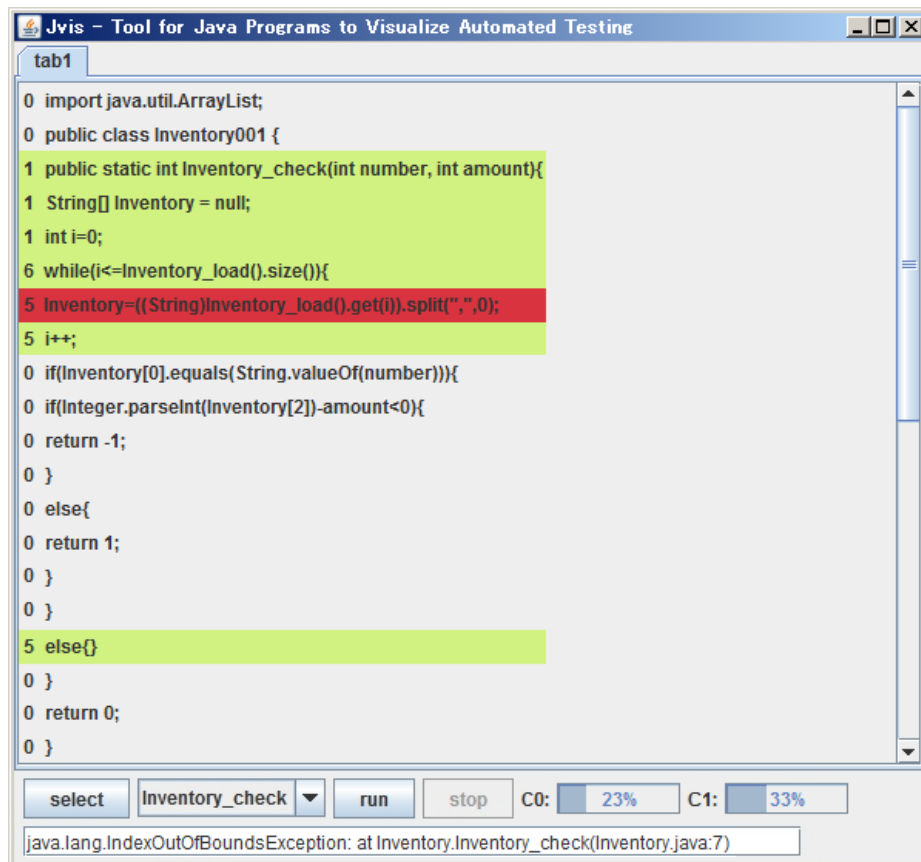 Jvis - Tool for Java Programs to Visualize Automated Testing
tab1
0 import java.util.ArrayList;
0 public class Inventory001 {
1 public static int Inventory_check(int number, int amount){
1 String[] Inventory = null;
1 int i=0;
6 while(i<=Inventory_load().size()){
5 Inventory=((String)Inventory_load().get(i)).split(",",0);
5 i++;
0 if(Inventory[0].equals(String.valueOf(number))){
0 if(Integer.parseInt(Inventory[2])-amount<0){
0 return -1;
0 }
0 else{
0 return 1;
0 }
0 }
5 else{}
0 }
0 return 0;
0 }
select Inventory_check run stop C0: 23% C1: 33%
java.lang.IndexOutOfBoundsException: at Inventory.Inventory_check(Inventory.java:7)